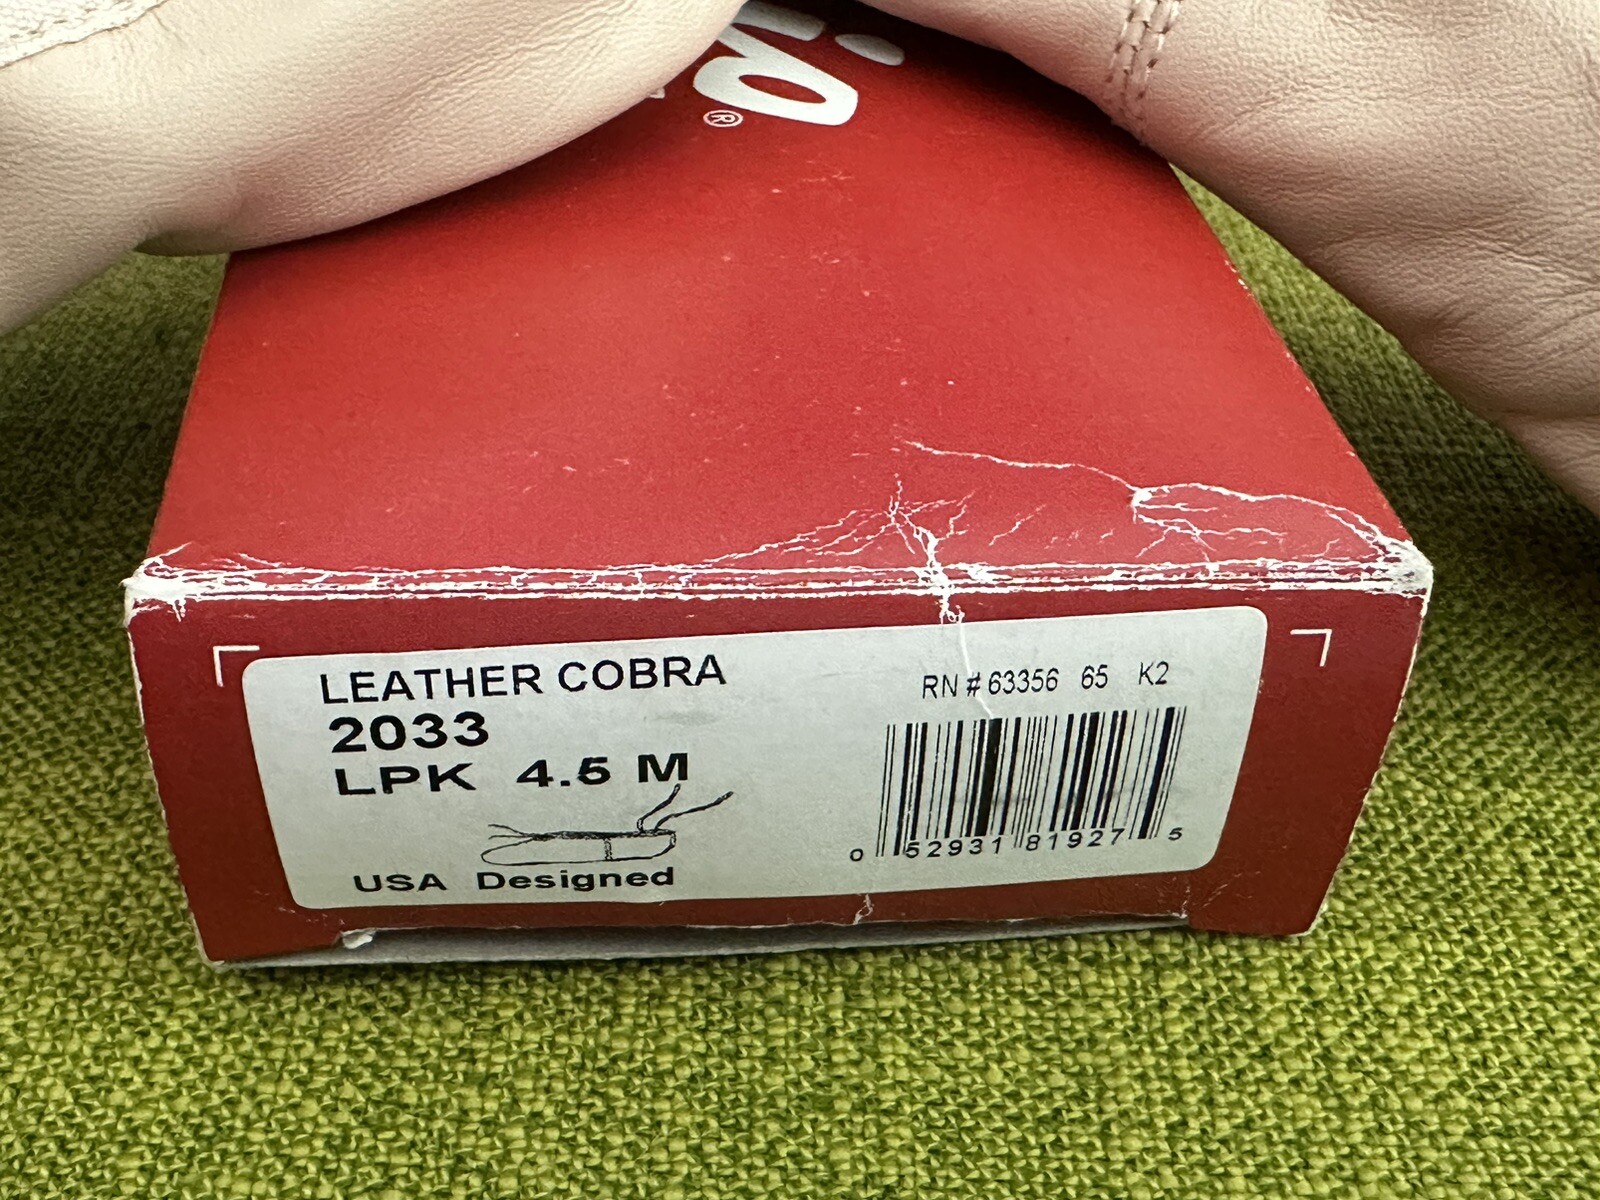 ®
LEATHER COBRA
2033
LPK 4.5 M
USA Designed
RN # 63356 65 K2
0 52931 81927 5